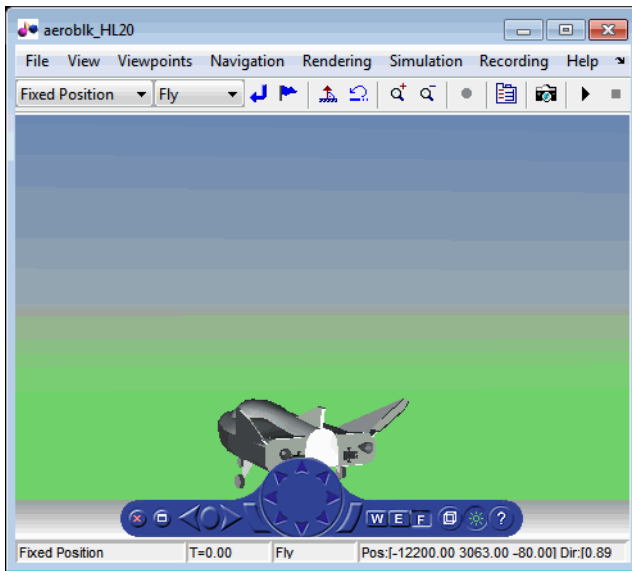 aeroblk_HL20
File View Viewpoints Navigation Rendering Simulation Recording Help
Fixed Position Fly
W E F ?
Fixed Position T=0.00 Fly Pos:[-12200.00 3063.00 -80.00] Dir:[0.89